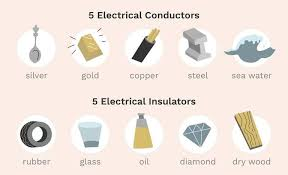 5 Electrical Conductors
silver gold copper steel sea water
5 Electrical Insulators
rubber glass oil diamond dry wood